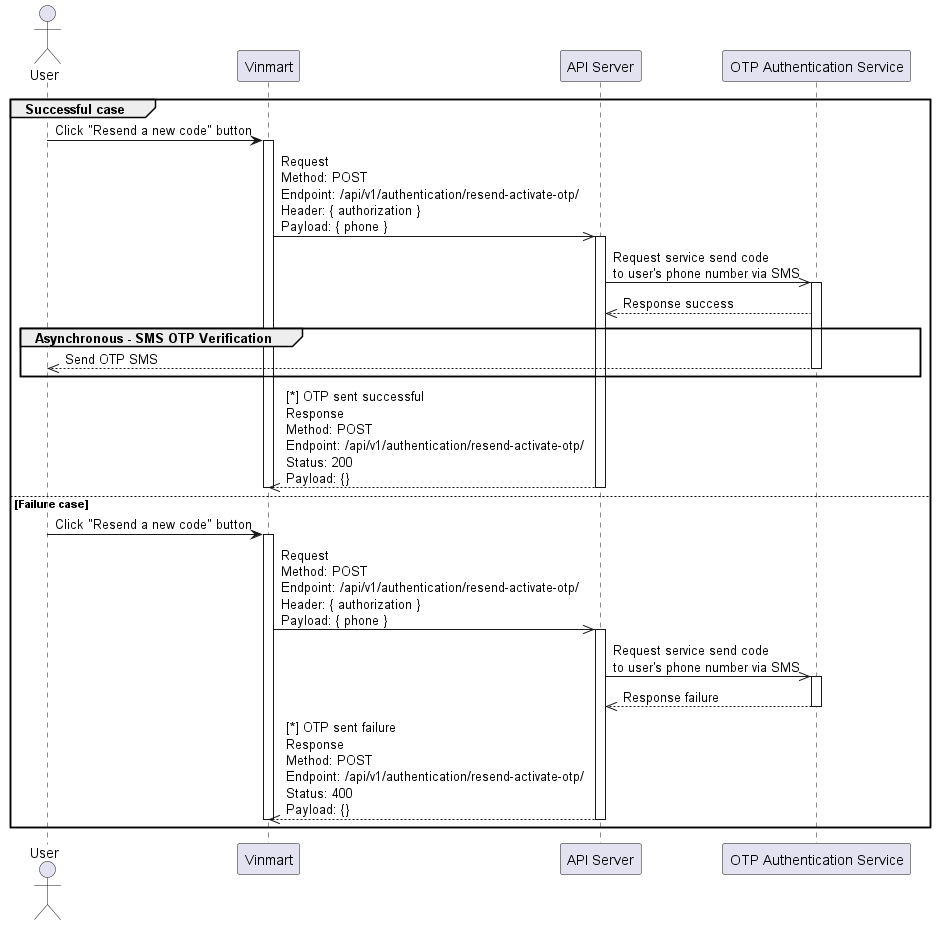 User
Vinmart
API Server
OTP Authentication Service
Successful case
Click "Resend a new code" button
Request
Method: POST
Endpoint: /api/v1/authentication/resend-activate-otp/
Header: { authorization }
Payload: { phone }
Request service send code
to user's phone number via SMS
Response success
Asynchronous - SMS OTP Verification
Send OTP SMS
[*] OTP sent successful
Response
Method: POST
Endpoint: /api/v1/authentication/resend-activate-otp/
Status: 200
Payload: {}
[Failure case]
Click "Resend a new code" button
Request
Method: POST
Endpoint: /api/v1/authentication/resend-activate-otp/
Header: { authorization }
Payload: { phone }
Request service send code
to user's phone number via SMS
Response failure
[*] OTP sent failure
Response
Method: POST
Endpoint: /api/v1/authentication/resend-activate-otp/
Status: 400
Payload: {}
User
Vinmart
API Server
OTP Authentication Service